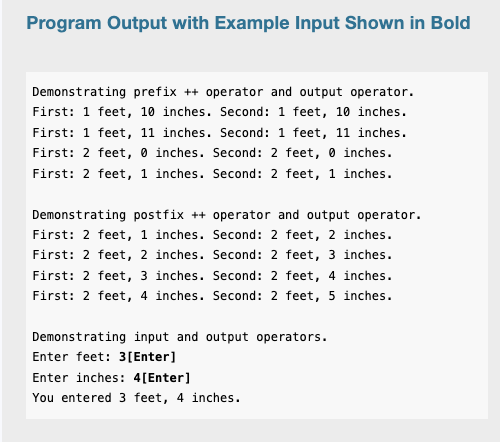 Program Output with Example Input Shown in Bold
Demonstrating prefix ++ operator and output operator.
First: 1 feet, 10 inches. Second: 1 feet, 10 inches.
First: 1 feet, 11 inches. Second: 1 feet, 11 inches.
First: 2 feet, 0 inches. Second: 2 feet, 0 inches.
First: 2 feet, 1 inches. Second: 2 feet, 1 inches.
Demonstrating postfix ++ operator and output operator.
First: 2 feet, 1 inches. Second: 2 feet, 2 inches.
First: 2 feet, 2 inches. Second: 2 feet, 3 inches.
First: 2 feet, 3 inches. Second: 2 feet, 4 inches.
First: 2 feet, 4 inches. Second: 2 feet, 5 inches.
Demonstrating input and output operators.
Enter feet: 3[Enter]
Enter inches: 4[Enter]
You entered 3 feet, 4 inches.